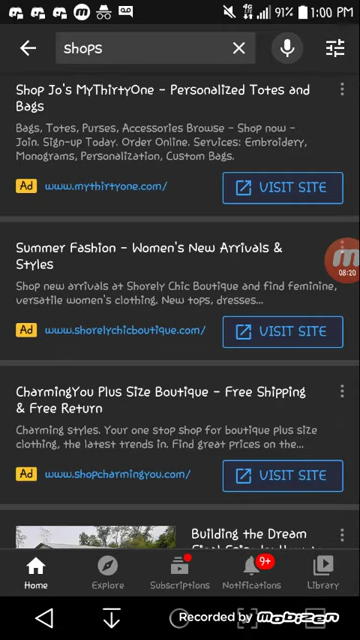 4G
LTE
91%
1:00 PM
shops
Shop Jo's MyThirtyOne - Personalized Totes and
Bags
Bags, Totes, Purses, Accessories Browse - Shop now -
Join. Sign-up Today. Order Online. Services: Embroidery,
Monograms, Personalization, Custom Bags.
Ad www.mythirtyone.com/ VISIT SITE
Summer Fashion - Women's New Arrivals &
Styles
Shop new arrivals at Shorely Chic Boutique and find feminine,
versatile women's clothing. New tops, dresses...
08:20
Ad www.shorelychicboutique.com/ VISIT SITE
CharmingYou Plus Size Boutique - Free Shipping
& Free Return
Charming styles. Your one stop shop for boutique plus size
clothing, the latest trends in. Find great prices on the...
Ad www.shopcharmingyou.com/ VISIT SITE
Building the Dream
9+
Home Explore Subscriptions Notifications Library
Recorded by Mobizen